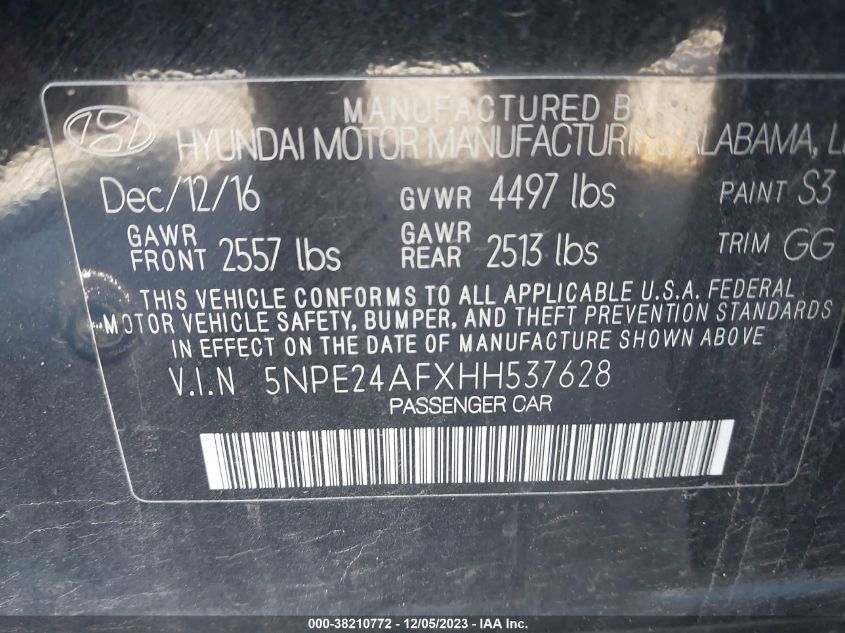 MANUFACTURED B
HYUNDAI MOTOR MANUFACTURING ALABAMA, L
Dec/12/16 GVWR 4497 lbs PAINT S3
GAWR FRONT 2557 lbs GAWR REAR 2513 lbs TRIM GG
THIS VEHICLE CONFORMS TO ALL APPLICABLE U.S.A. FEDERAL
MOTOR VEHICLE SAFETY, BUMPER, AND THEFT PREVENTION STANDARDS
IN EFFECT ON THE DATE OF MANUFACTURE SHOWN ABOVE
V.I.N 5NPE24AFXHH537628
PASSENGER CAR
000-38210772 - 12/05/2023 - IAA Inc.